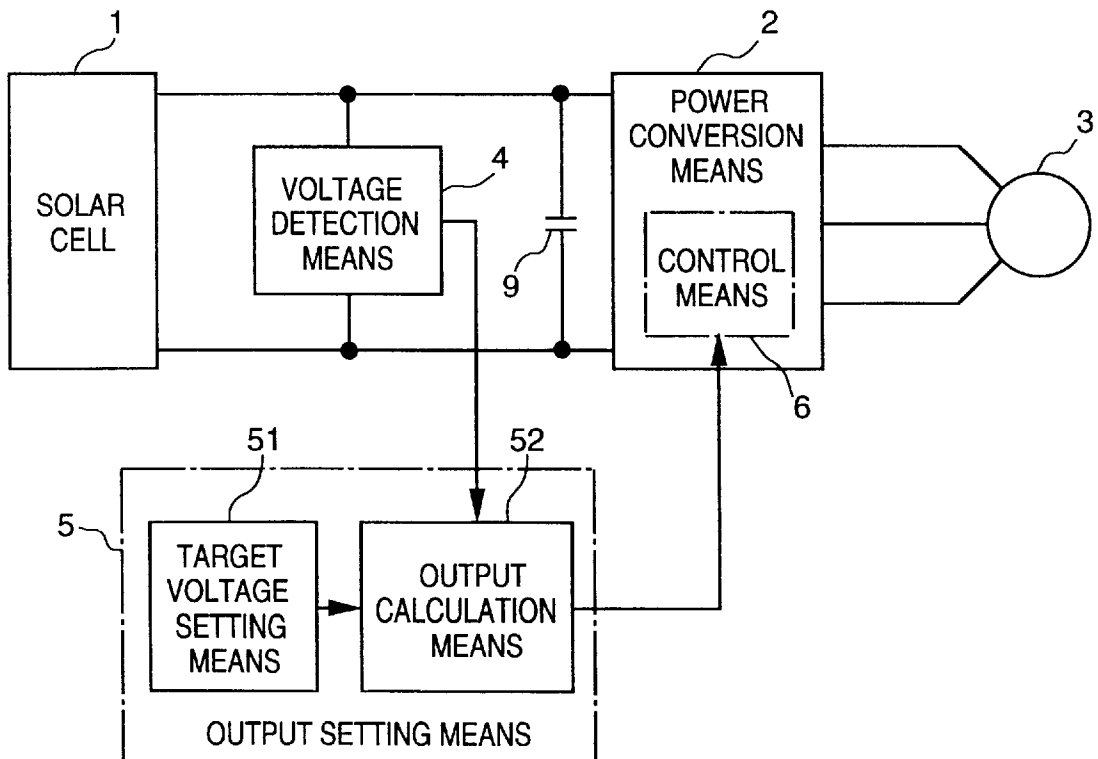 1
2
3
SOLAR
CELL
VOLTAGE
DETECTION
MEANS
4
9
POWER
CONVERSION
MEANS
CONTROL
MEANS
6
51
52
5
TARGET
VOLTAGE
SETTING
MEANS
OUTPUT
CALCULATION
MEANS
OUTPUT SETTING MEANS